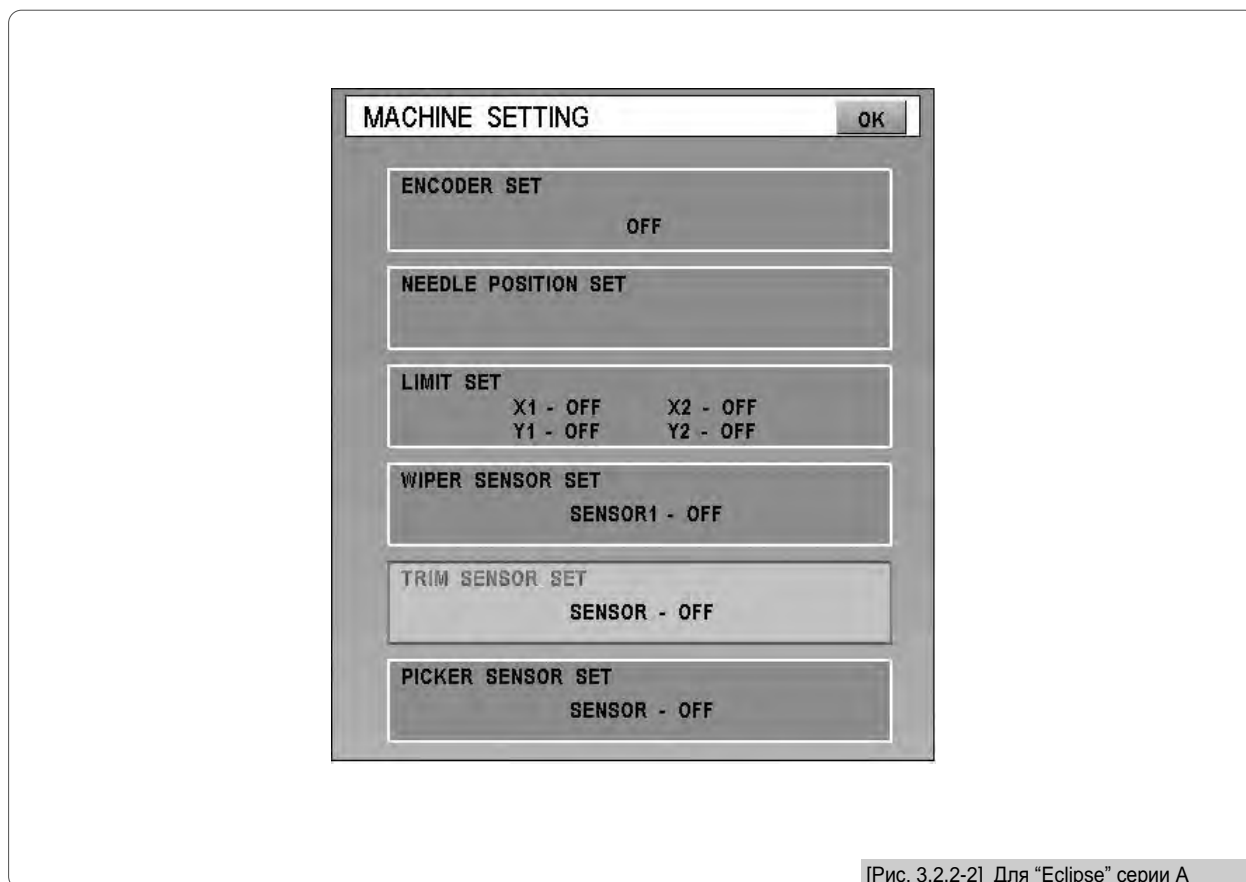 MACHINE SETTING OK
ENCODER SET
OFF
NEEDLE POSITION SET
LIMIT SET
X1 - OFF X2 - OFF
Y1 - OFF Y2 - OFF
WIPER SENSOR SET
SENSOR1 - OFF
TRIM SENSOR SET
SENSOR - OFF
PICKER SENSOR SET
SENSOR - OFF
[Рис. 3.2.2-2] Для “Eclipse” серии А